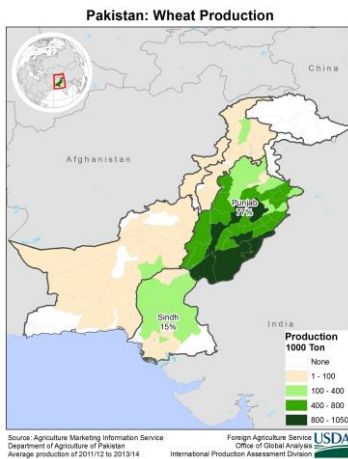 Pakistan: Wheat Production
China
Afghanistan
Punjab
77%
Sindh
15%
India
Production
1000 Ton
None
1 - 100
100 - 400
400 - 800
800 - 1050
Source: Agriculture Marketing Information Service
Department of Agriculture of Pakistan
Average production of 2011/12 to 2013/14
Foreign Agriculture Service
Office of Global Analysis
International Production Assessment Division
USDA